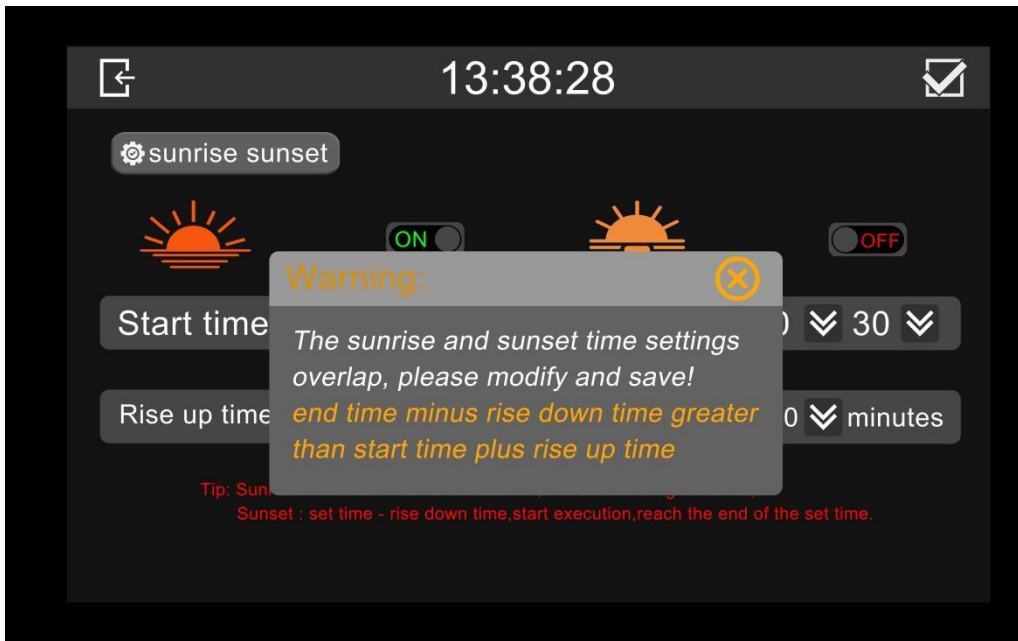 13:38:28
sunrise sunset
ON
OFF
Warning:
The sunrise and sunset time settings
overlap, please modify and save!
end time minus rise down time greater
than start time plus rise up time
Start time
30
Rise up time
minutes
Tip:
Sunset : set time - rise down time,start execution,reach the end of the set time.